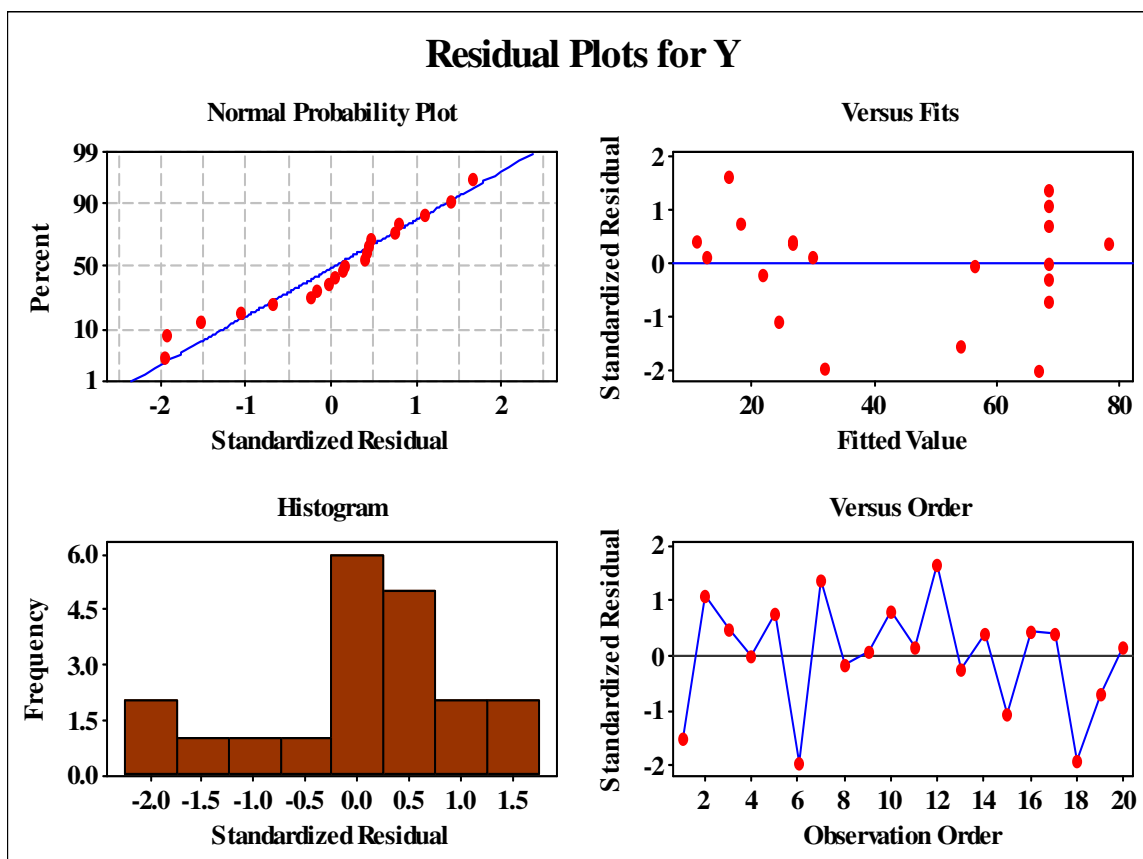 Residual Plots for Y
Normal Probability Plot
99
90
50
10
1
Percent
-2 -1 0 1 2
Standardized Residual
Versus Fits
2
1
0
-1
-2
Standardized Residual
20 40 60 80
Fitted Value
Histogram
6.0
4.5
3.0
1.5
0.0
Frequency
-2.0 -1.5 -1.0 -0.5 0.0 0.5 1.0 1.5
Standardized Residual
Versus Order
2
1
0
-1
-2
Standardized Residual
2 4 6 8 10 12 14 16 18 20
Observation Order